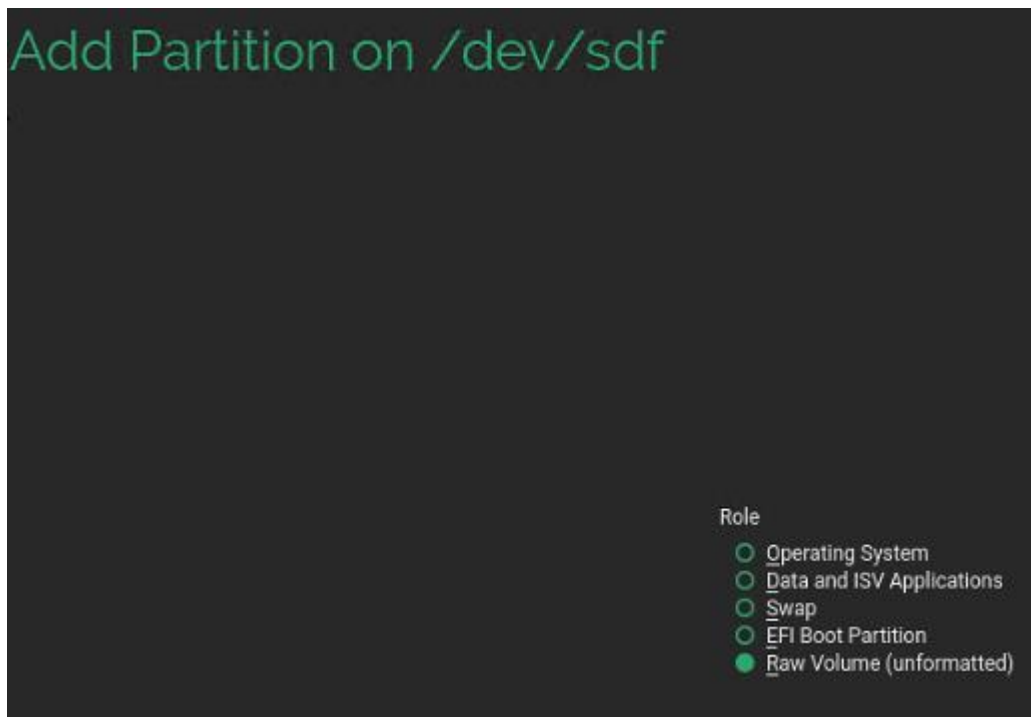 Add Partition on /dev/sdf
Role
Operating System
Data and ISV Applications
Swap
EFI Boot Partition
Raw Volume (unformatted)